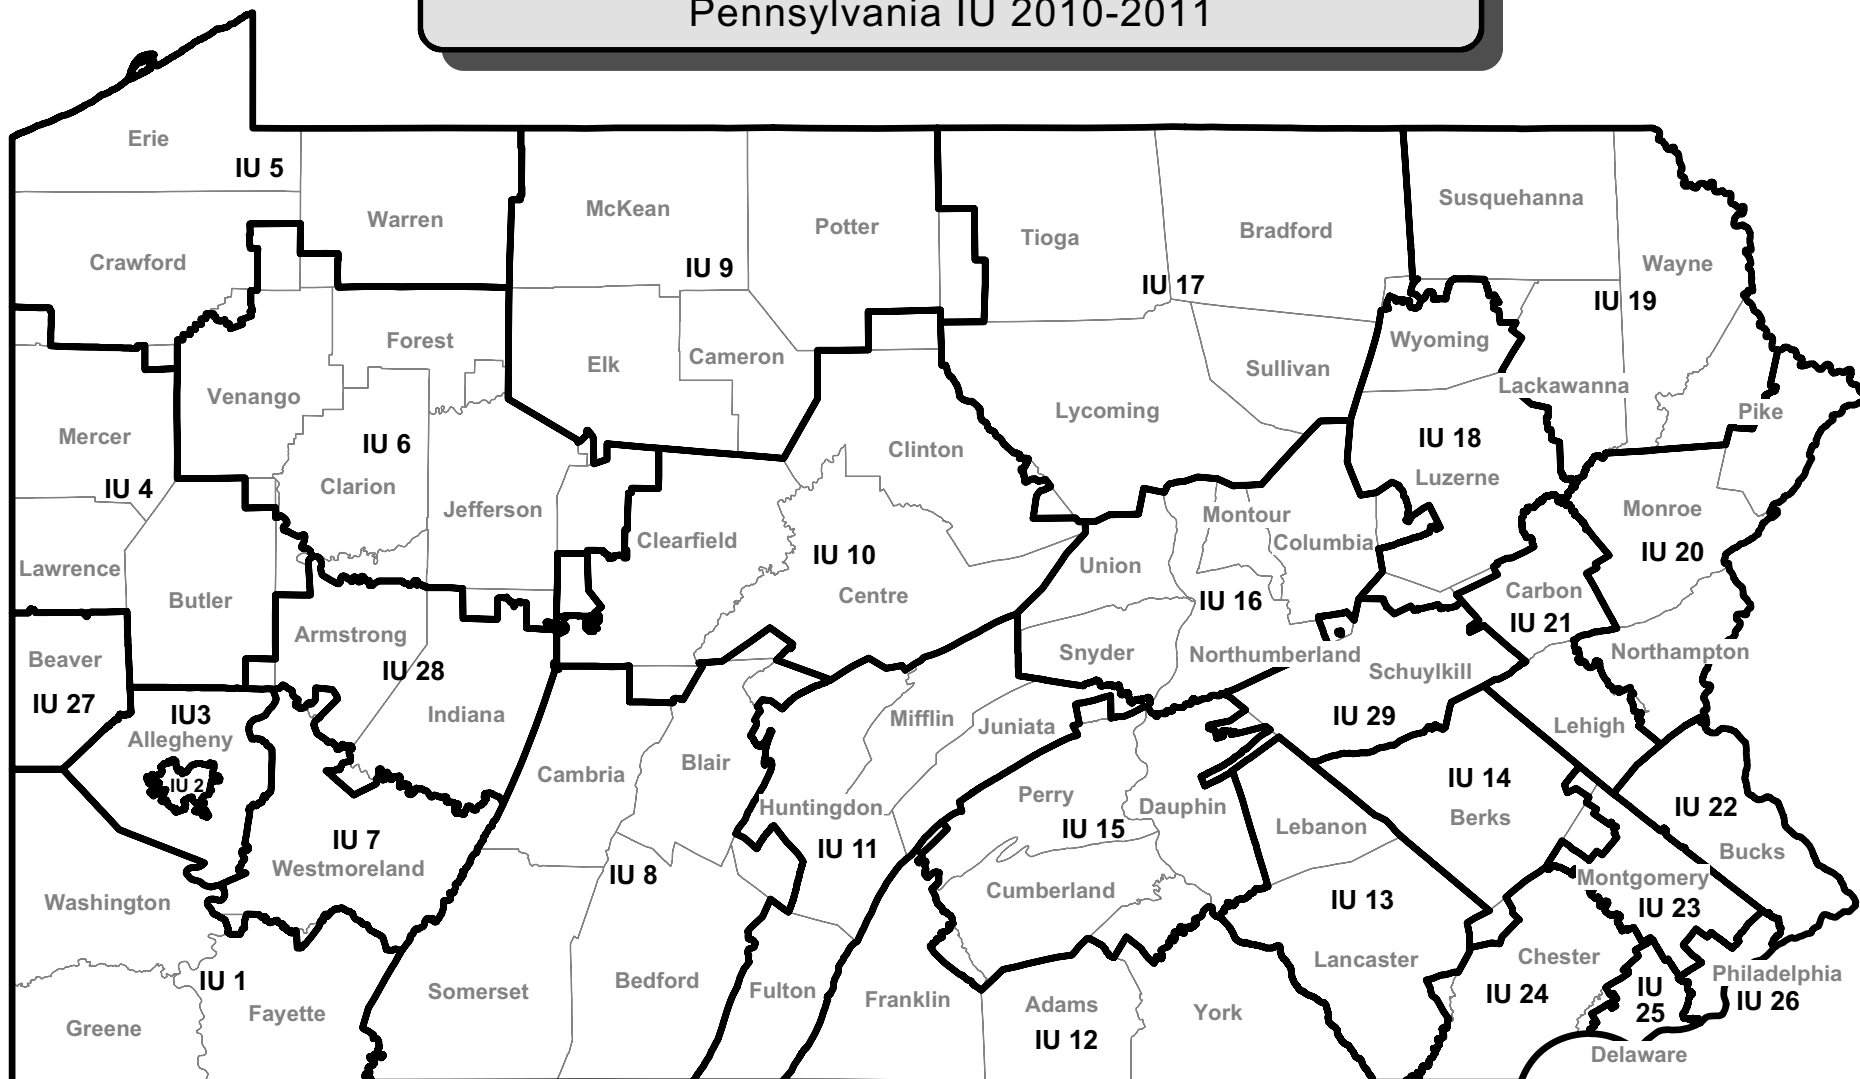 Pennsylvania IU 2010-2011
Erie
IU 5
Warren
McKean
Potter
Tioga
Bradford
Susquehanna
Wayne
Crawford
IU 9
IU 17
IU 19
Forest
Elk
Cameron
Sullivan
Wyoming
Lackawanna
Pike
Venango
Lycoming
Mercer
IU 6
Clinton
IU 18
Luzerne
IU 4
Clarion
Jefferson
Clearfield
IU 10
Montour
Columbia
Monroe
IU 20
Lawrence
Butler
Centre
Union
IU 16
Carbon
IU 21
Armstrong
IU 28
Beaver
IU 27
Snyder
Northumberland
Schuylkill
Northampton
IU3
Allegheny
Indiana
Mifflin
Juniata
IU 29
Lehigh
IU 2
Cambria
Blair
Huntingdon
Perry
Dauphin
IU 14
Berks
IU 22
IU 7
Westmoreland
IU 11
IU 15
Lebanon
Bucks
IU 8
Cumberland
Montgomery
IU 23
Washington
IU 13
Lancaster
Chester
IU 1
Fayette
Somerset
Bedford
Fulton
Franklin
Adams
IU 12
York
IU 24
IU
25
Philadelphia
IU 26
Greene
Delaware